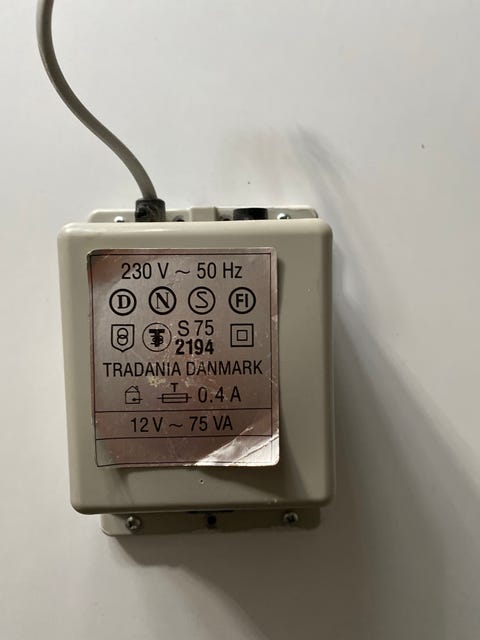 230 V ~ 50 Hz
D N S FI
S 75
2194
TRADANIA DANMARK
T 0.4 A
12 V ~ 75 VA